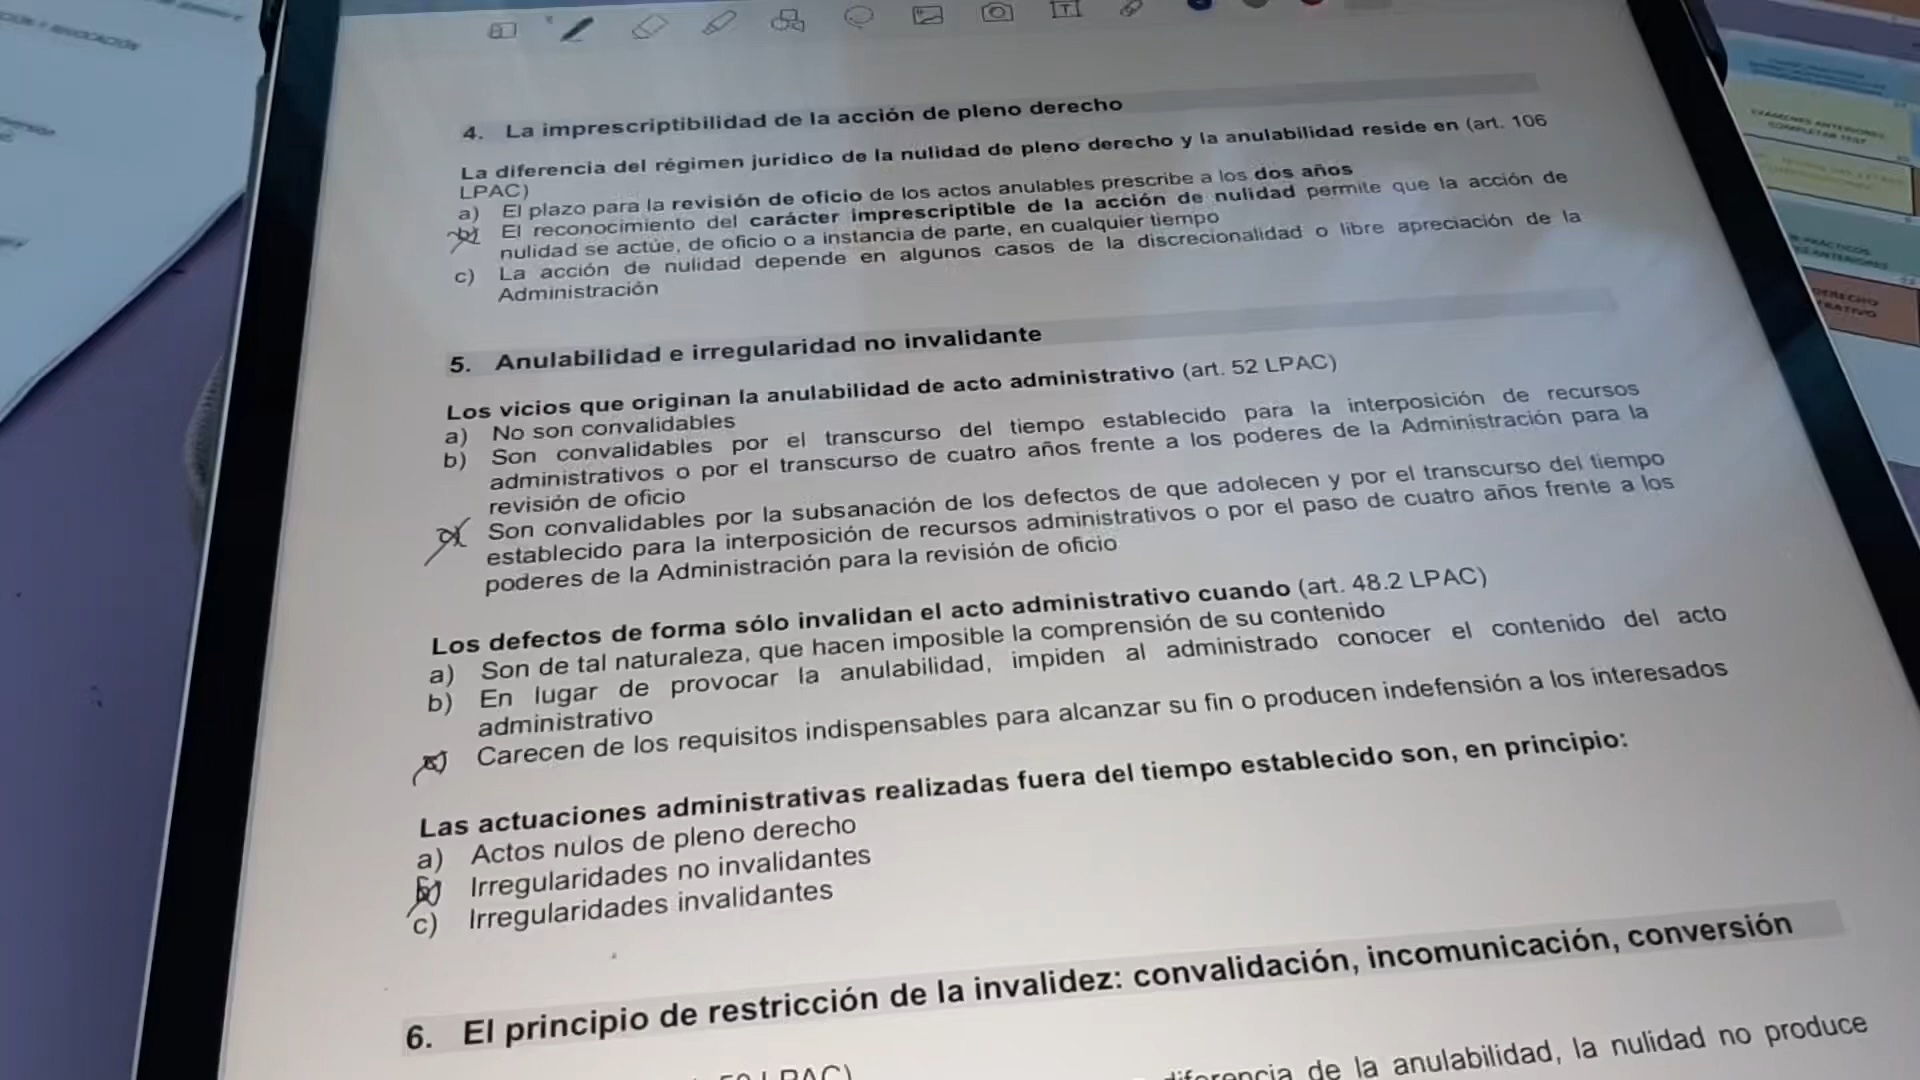 4. La imprescriptibilidad de la acción de pleno derecho
La diferencia del régimen jurídico de la nulidad de pleno derecho y la anulabilidad reside en (art. 106
LPAC)
a) El plazo para la revisión de oficio de los actos anulables prescribe a los dos años
b) El reconocimiento del carácter imprescriptible de la acción de nulidad permite que la acción de
nulidad se actúe, de oficio o a instancia de parte, en cualquier tiempo
c) La acción de nulidad depende en algunos casos de la discrecionalidad o libre apreciación de la
Administración
5. Anulabilidad e irregularidad no invalidante
Los vicios que originan la anulabilidad de acto administrativo (art. 52 LPAC)
a) No son convalidables
b) Son convalidables por el transcurso del tiempo establecido para la interposición de recursos
administrativos o por el transcurso de cuatro años frente a los poderes de la Administración para la
revisión de oficio
Son convalidables por la subsanación de los defectos de que adolecen y por el transcurso del tiempo
establecido para la interposición de recursos administrativos o por el paso de cuatro años frente a los
poderes de la Administración para la revisión de oficio
Los defectos de forma sólo invalidan el acto administrativo cuando (art. 48.2 LPAC)
a) Son de tal naturaleza, que hacen imposible la comprensión de su contenido
b) En lugar de provocar la anulabilidad, impiden al administrado conocer el contenido del acto
administrativo
Carecen de los requisitos indispensables para alcanzar su fin o producen indefensión a los interesados
Las actuaciones administrativas realizadas fuera del tiempo establecido son, en principio:
a) Actos nulos de pleno derecho
b) Irregularidades no invalidantes
c) Irregularidades invalidantes
6. El principio de restricción de la invalidez: convalidación, incomunicación, conversión
diferencia de la anulabilidad, la nulidad no produce